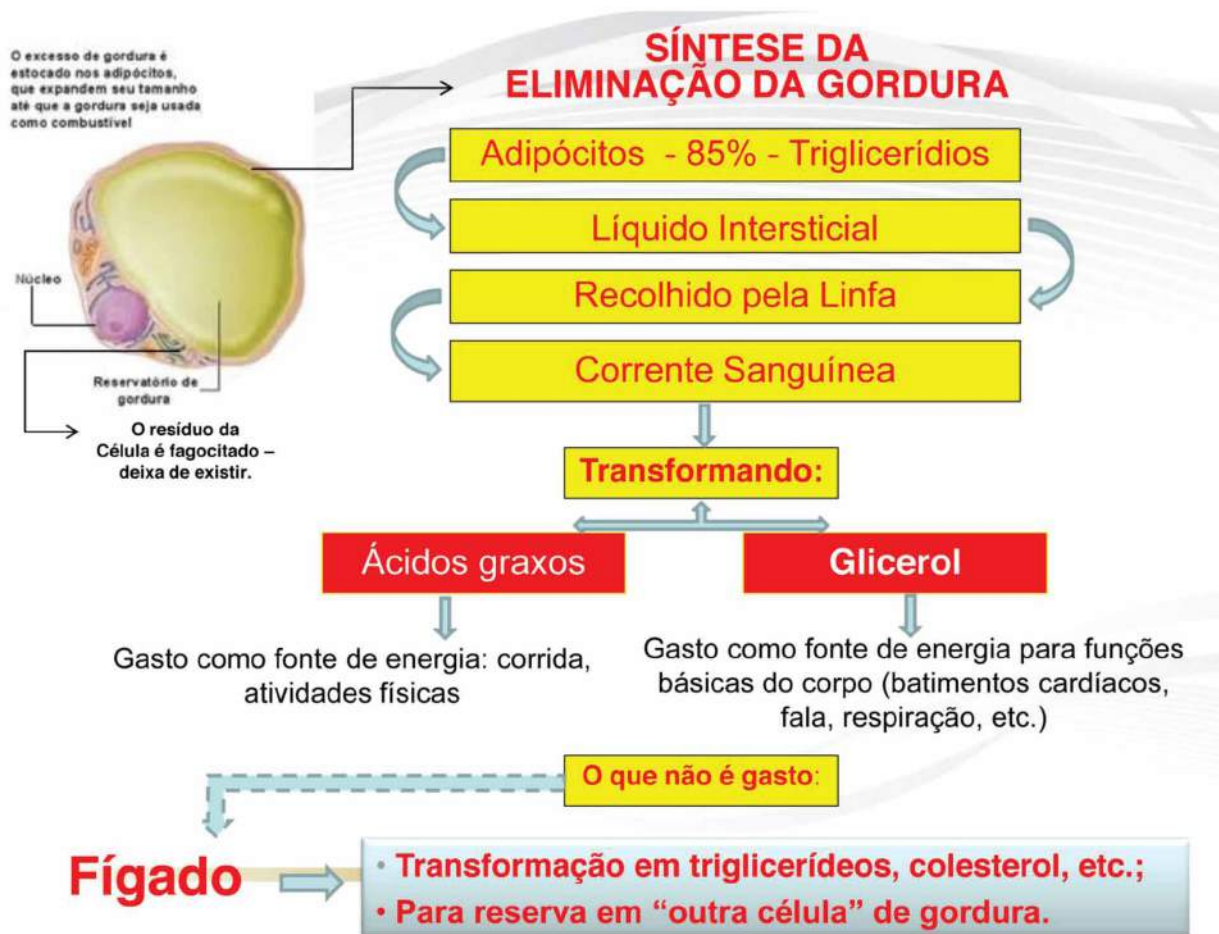 O excesso de gordura é
estocado nos adipócitos,
que expandem seu tamanho
até que a gordura seja usada
como combustível
SÍNTESE DA
ELIMINAÇÃO DA GORDURA
Adipócitos - 85% - Triglicerídios
Líquido Intersticial
Recolhido pela Linfa
Corrente Sanguínea
Núcleo
Reservatório de
gordura
O resíduo da
Célula é fagocitado –
deixa de existir.
Transformando:
Ácidos graxos
Glicerol
Gasto como fonte de energia: corrida,
atividades físicas
Gasto como fonte de energia para funções
básicas do corpo (batimentos cardíacos,
fala, respiração, etc.)
O que não é gasto:
Fígado
• Transformação em triglicerídeos, colesterol, etc.;
• Para reserva em “outra célula” de gordura.